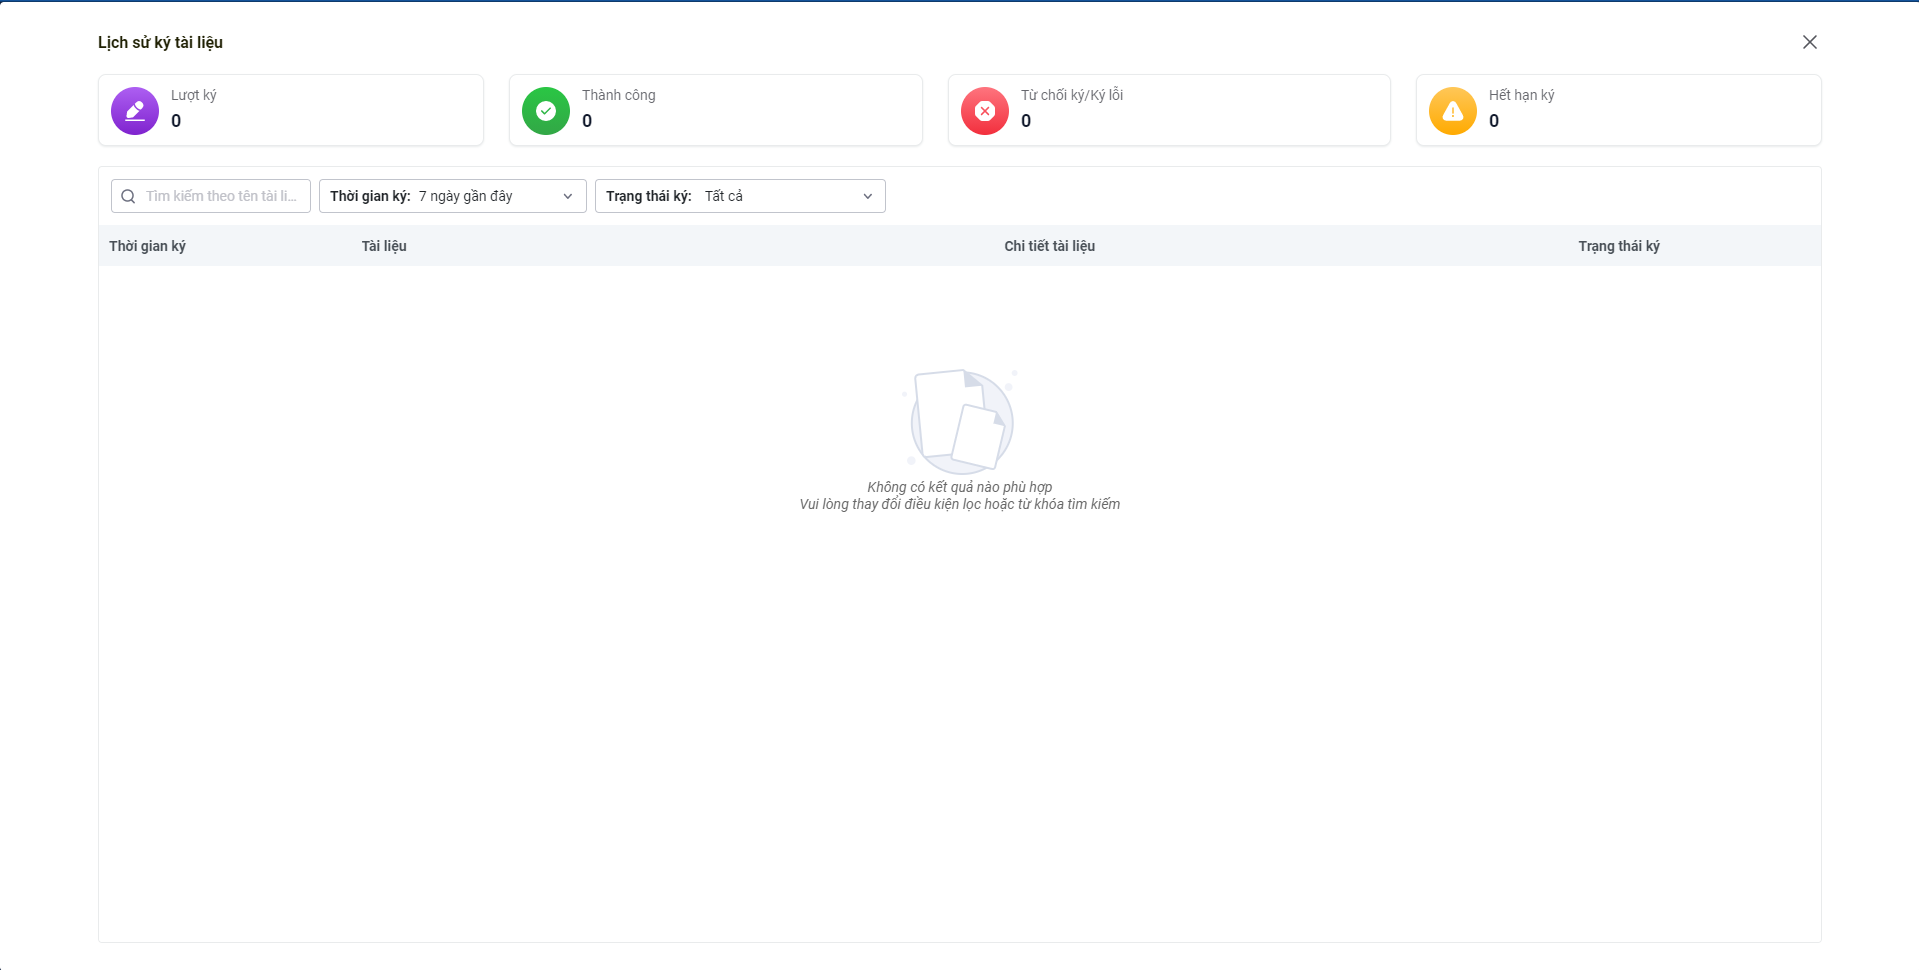 Lịch sử ký tài liệu
Lượt ký
0
Thành công
0
Từ chối ký/Ký lỗi
0
Hết hạn ký
0
Tìm kiếm theo tên tài li...
Thời gian ký: 7 ngày gần đây
Trạng thái ký: Tất cả
Thời gian ký
Tài liệu
Chi tiết tài liệu
Trạng thái ký
Không có kết quả nào phù hợp
Vui lòng thay đổi điều kiện lọc hoặc từ khóa tìm kiếm